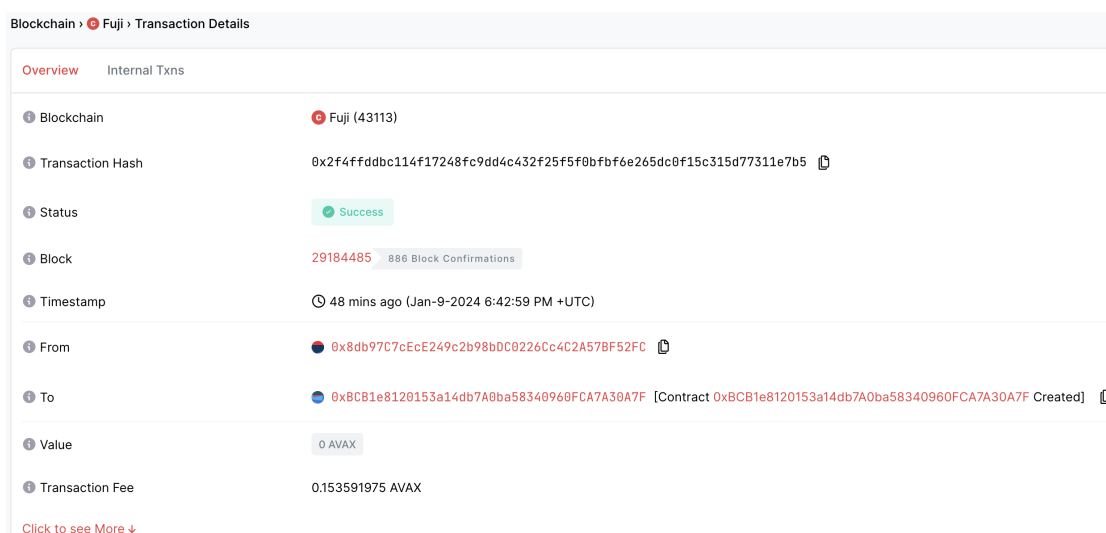 Blockchain › C Fuji › Transaction Details
Overview Internal Txns
Blockchain C Fuji (43113)
Transaction Hash 0x2f4ffddbc114f17248fc9dd4c432f25f5f0bfbf6e265dc0f15c315d77311e7b5
Status Success
Block 29184485 886 Block Confirmations
Timestamp 48 mins ago (Jan-9-2024 6:42:59 PM +UTC)
From 0x8db97C7cEcE249c2b98bDC0226Cc4C2A57BF52FC
To 0xBCB1e8120153a14db7A0ba58340960FCA7A30A7F [Contract 0xBCB1e8120153a14db7A0ba58340960FCA7A30A7F Created]
Value 0 AVAX
Transaction Fee 0.153591975 AVAX
Click to see More ↓